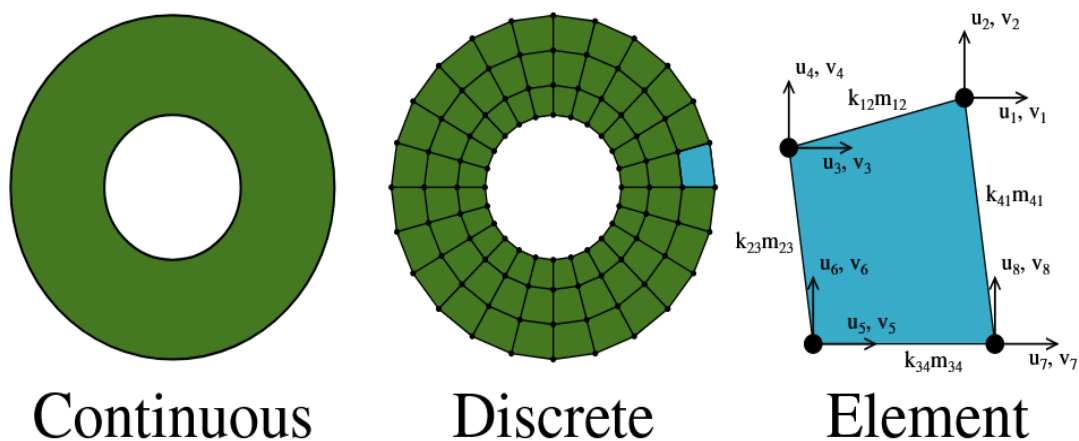 u₂, v₂
u₄, v₄
k₁₂m₁₂
u₁, v₁
u₃, v₃
k₄₁m₄₁
k₂₃m₂₃
u₆, v₆
u₈, v₈
u₅, v₅
k₃₄m₃₄
u₇, v₇
Continuous
Discrete
Element